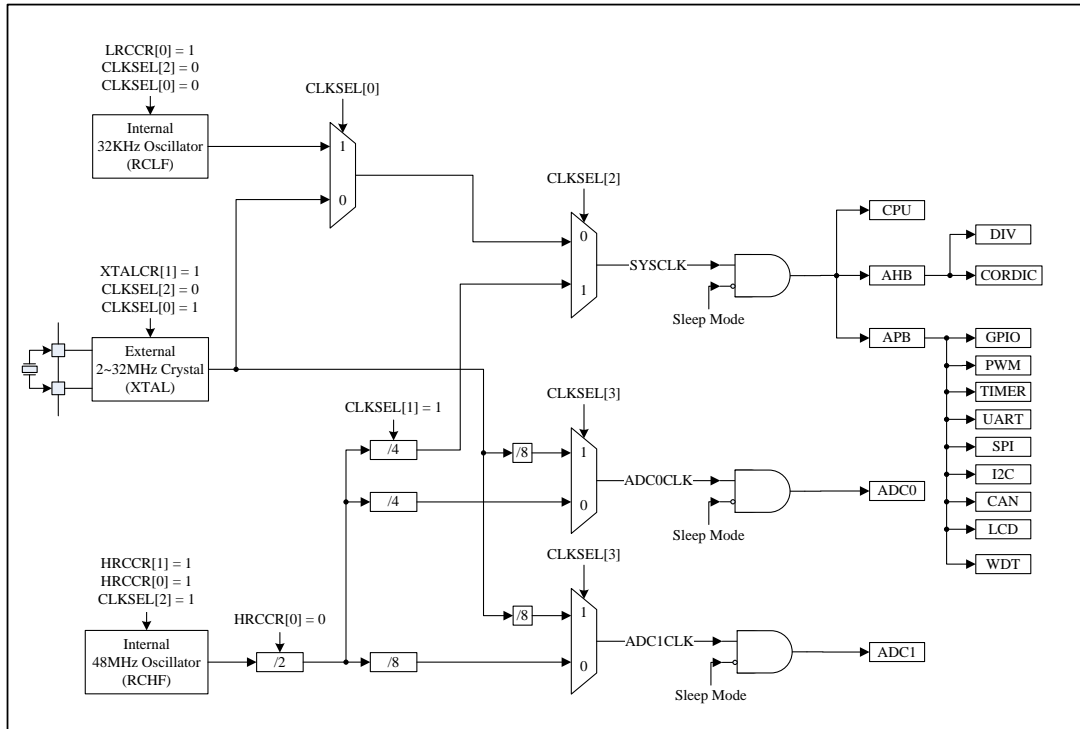 LRCCR[0] = 1
CLKSEL[2] = 0
CLKSEL[0] = 0
Internal
32KHz Oscillator
(RCLF)
CLKSEL[0]
1
0
CLKSEL[2]
0
1
SYSCLK
Sleep Mode
CPU
AHB
DIV
CORDIC
APB
GPIO
PWM
TIMER
UART
SPI
I2C
CAN
LCD
WDT
XTALCR[1] = 1
CLKSEL[2] = 0
CLKSEL[0] = 1
External
2~32MHz Crystal
(XTAL)
CLKSEL[1] = 1
/4
/8
/4
CLKSEL[3]
1
0
ADC0CLK
Sleep Mode
ADC0
HRCCR[1] = 1
HRCCR[0] = 1
CLKSEL[2] = 1
Internal
48MHz Oscillator
(RCHF)
HRCCR[0] = 0
/2
/8
/8
CLKSEL[3]
1
0
ADC1CLK
Sleep Mode
ADC1